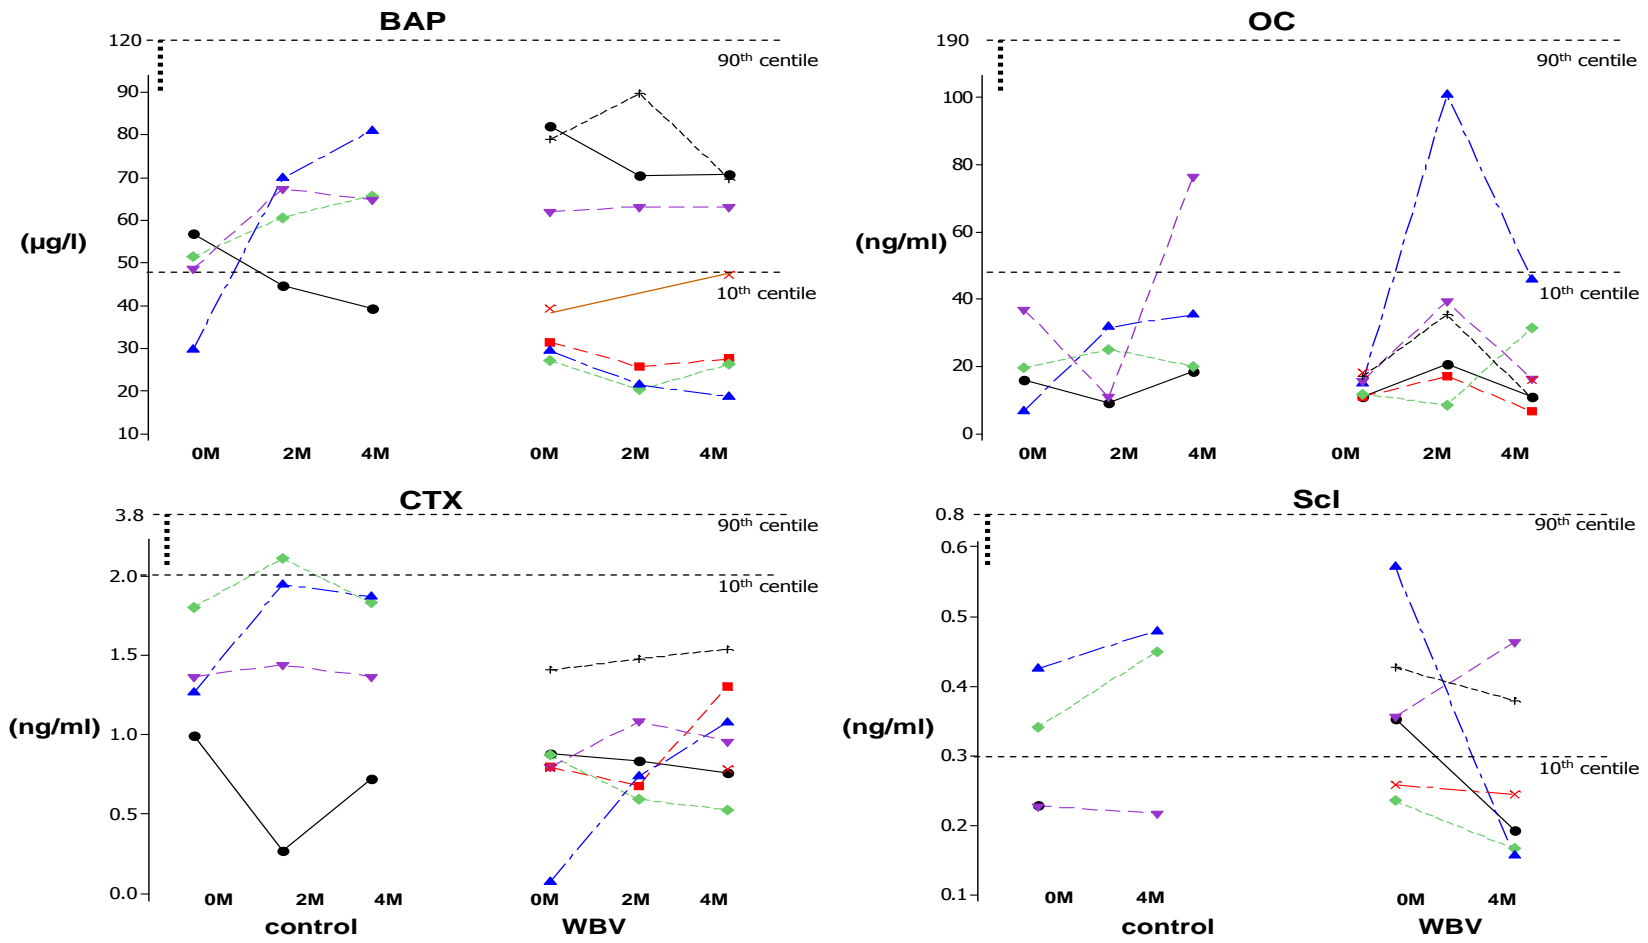 BAP
120
90th centile
90
80
70
60
(µg/l)
50
10th centile
40
30
20
10
0M 2M 4M 0M 2M 4M
OC
190
90th centile
100
80
60
(ng/ml)
40
10th centile
20
0
0M 2M 4M 0M 2M 4M
CTX
3.8
90th centile
2.0
10th centile
1.5
(ng/ml)
1.0
0.5
0.0
0M 2M 4M 0M 2M 4M
control WBV
Scl
0.8
90th centile
0.6
0.5
0.4
(ng/ml)
0.3
10th centile
0.2
0.1
0M 4M 0M 4M
control WBV